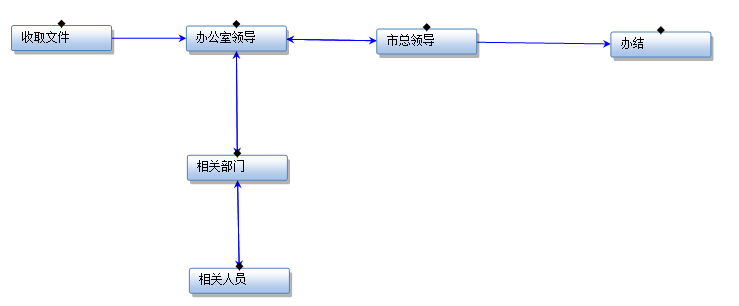 收取文件
办公室领导
市总领导
办结
相关部门
相关人员